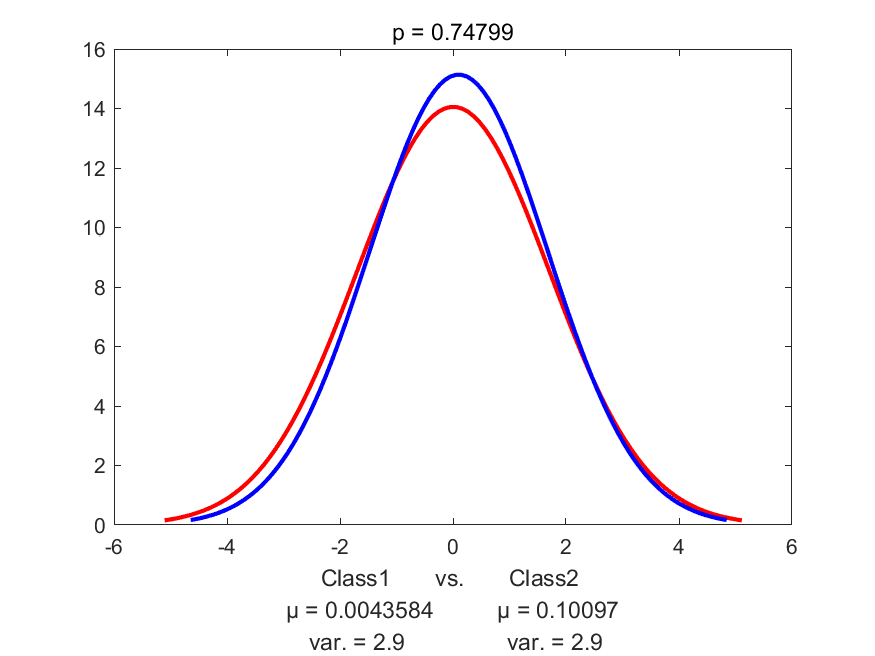 p = 0.74799
16
14
12
10
8
6
4
2
0
-6 -4 -2 0 2 4 6
Class1 vs. Class2
μ = 0.0043584 μ = 0.10097
var. = 2.9 var. = 2.9